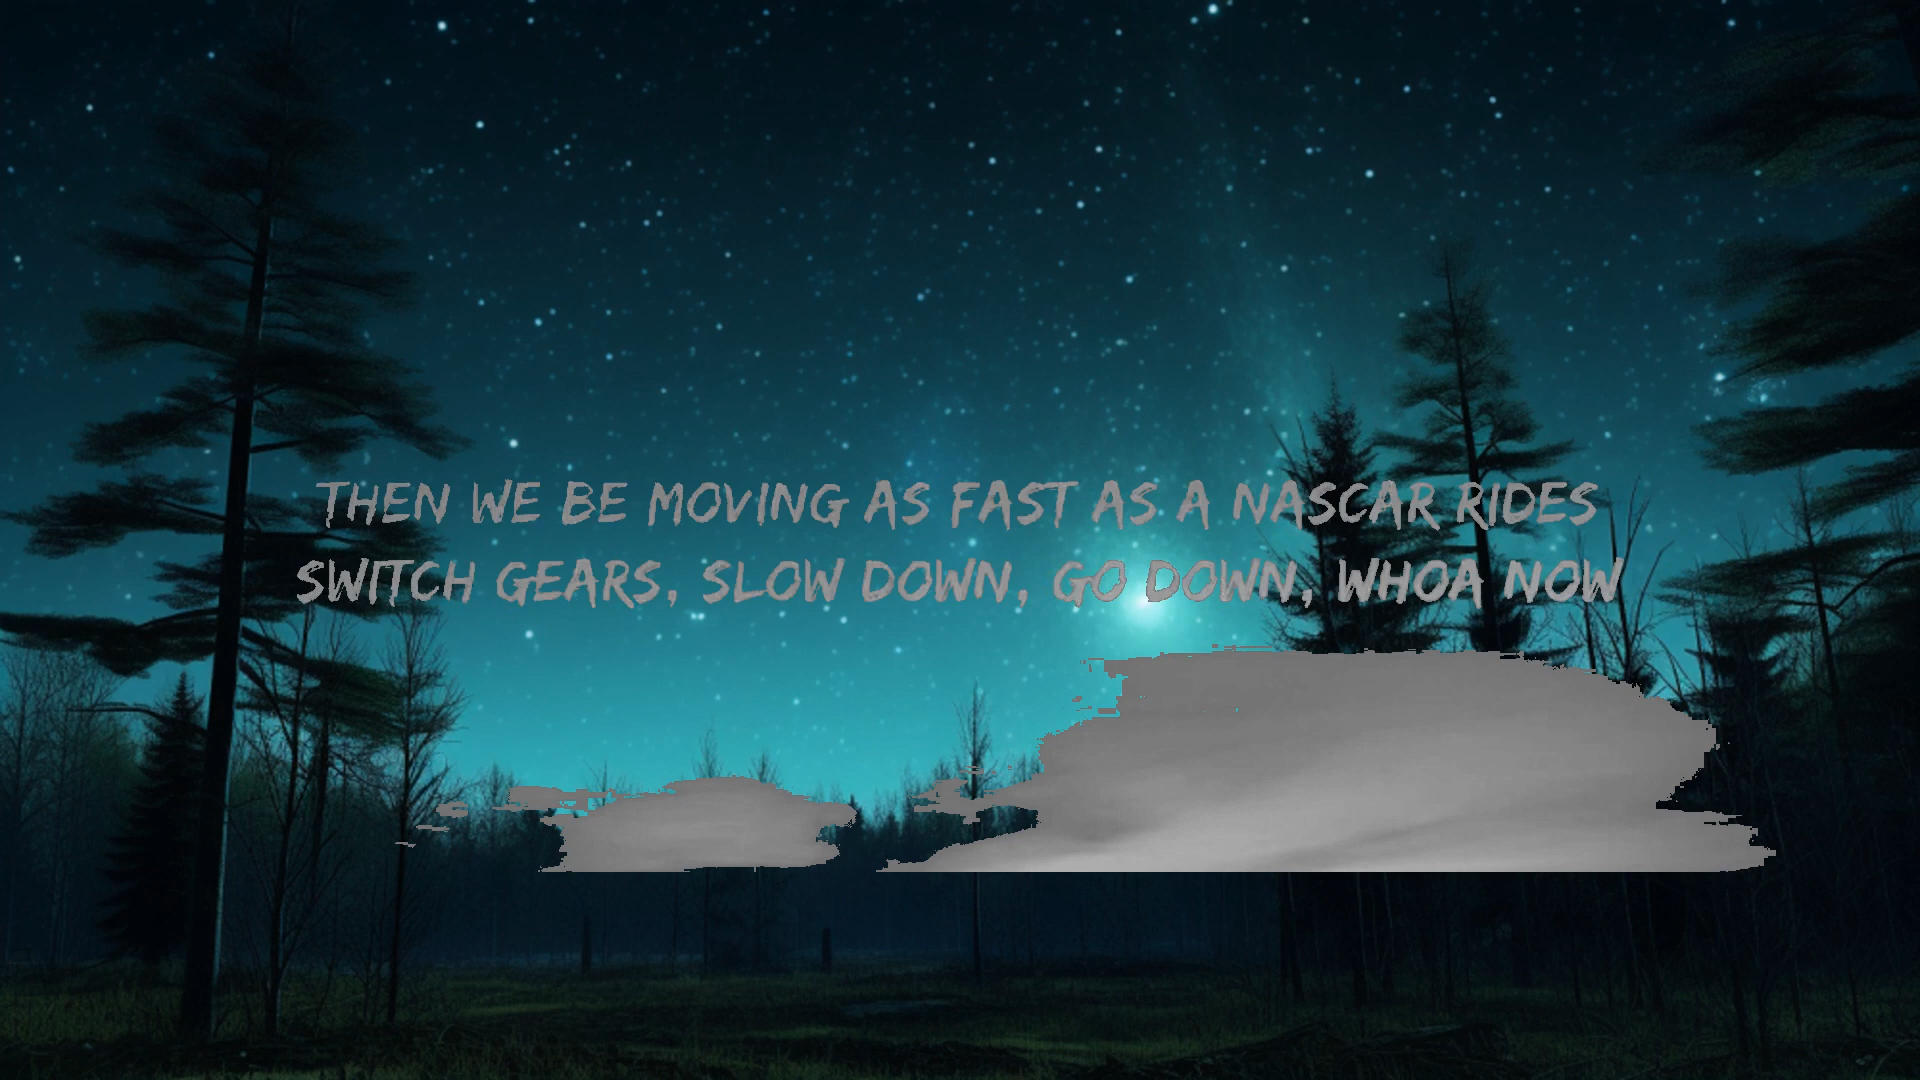 THEN WE BE MOVING AS FAST AS A NASCAR RIDES
SWITCH GEARS, SLOW DOWN, GO DOWN, WHOA NOW